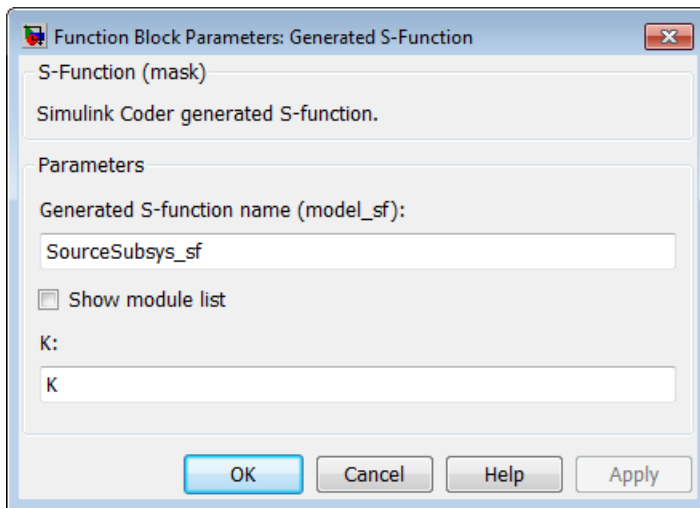 Function Block Parameters: Generated S-Function
S-Function (mask)
Simulink Coder generated S-function.
Parameters
Generated S-function name (model_sf):
SourceSubsys_sf
Show module list
K:
K
OK Cancel Help Apply